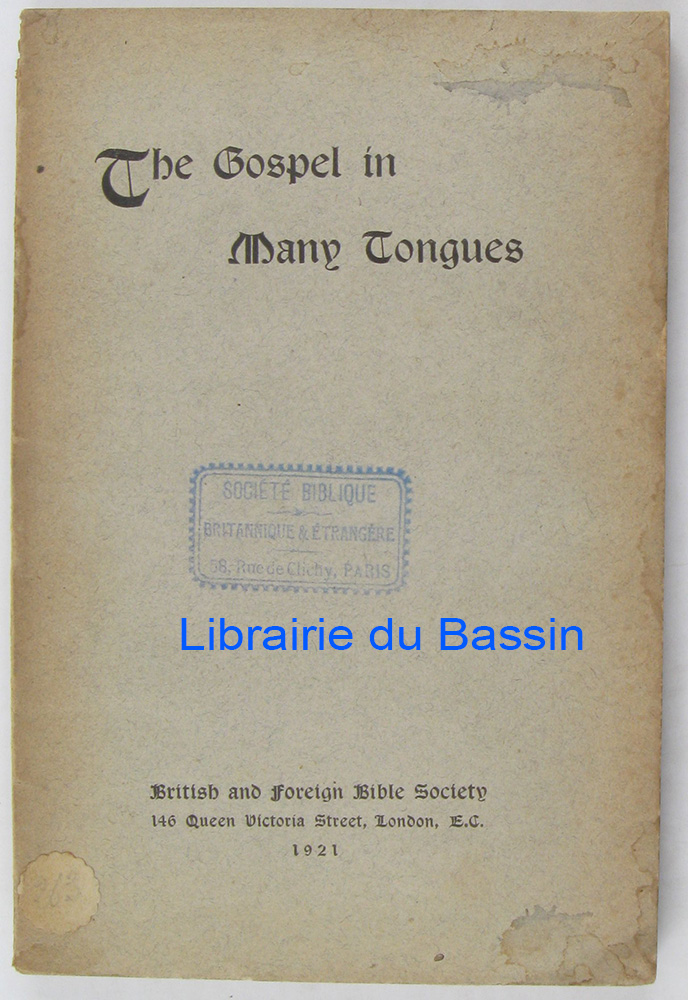 The Gospel in
Many Tongues
SOCIÉTÉ BIBLIQUE
BRITANNIQUE & ÉTRANGÈRE
58, Rue de Clichy, PARIS
Librairie du Bassin
British and Foreign Bible Society
146 Queen Victoria Street, London, E.C.
1921